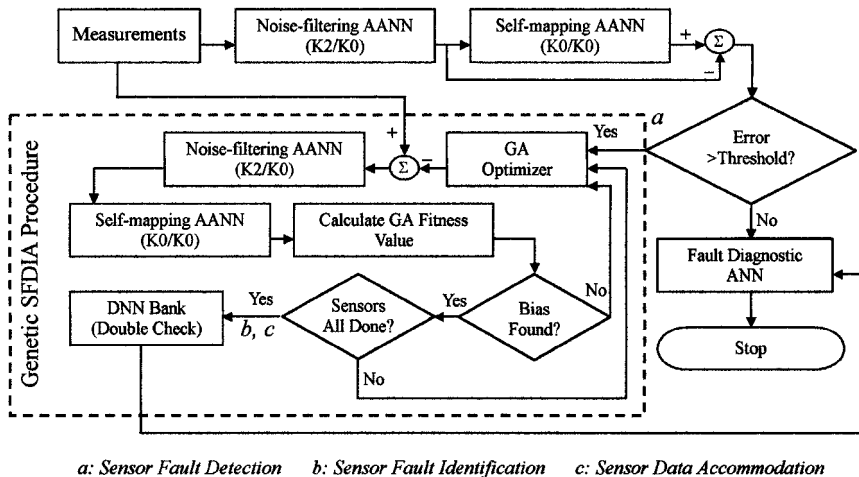 Measurements
Noise-filtering AANN
(K2/K0)
Self-mapping AANN
(K0/K0)
+
Σ
−
a
Error
>Threshold?
Yes
No
Fault Diagnostic
ANN
Stop
Genetic SFDIA Procedure
+
Noise-filtering AANN
(K2/K0)
Σ
−
GA
Optimizer
Self-mapping AANN
(K0/K0)
Calculate GA Fitness
Value
DNN Bank
(Double Check)
Yes
b, c
Sensors
All Done?
Yes
Bias
Found?
No
No
a: Sensor Fault Detection b: Sensor Fault Identification c: Sensor Data Accommodation